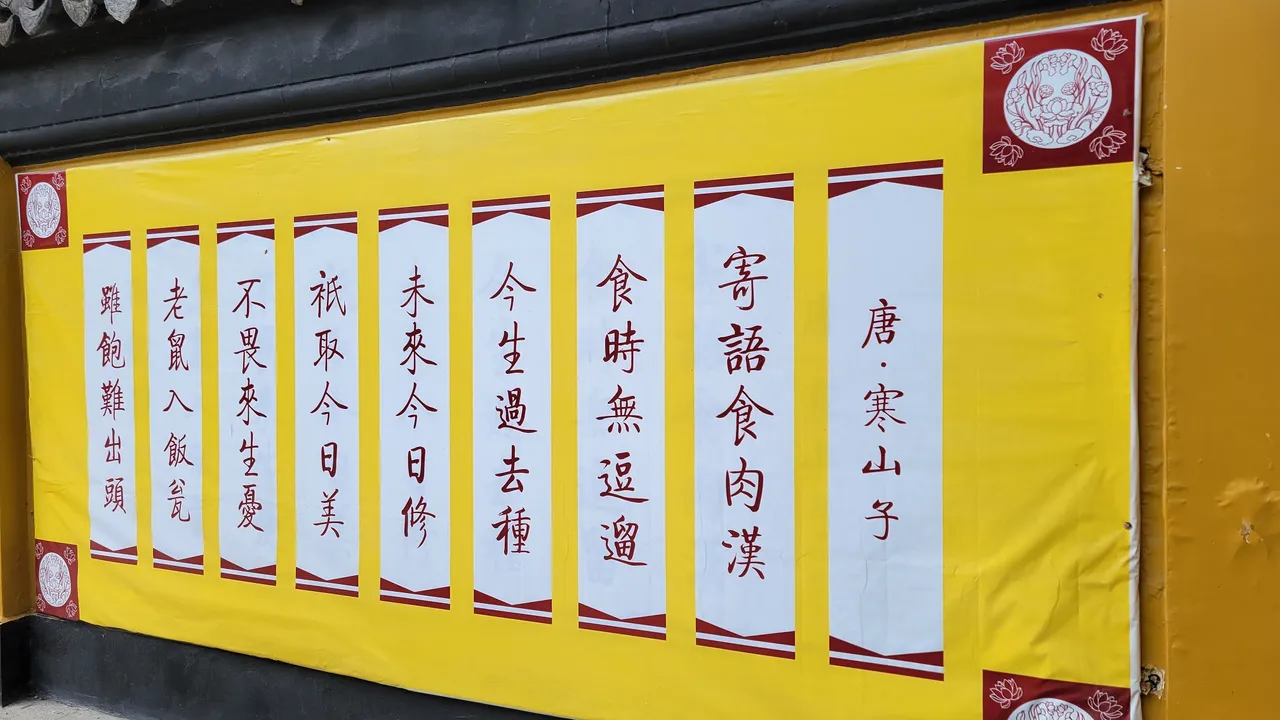 唐·寒山子
寄語食肉漢
食時無逗遛
今生過去種
未來今日修
祇取今日美
不畏來生憂
老鼠入飯瓮
雖飽難出頭